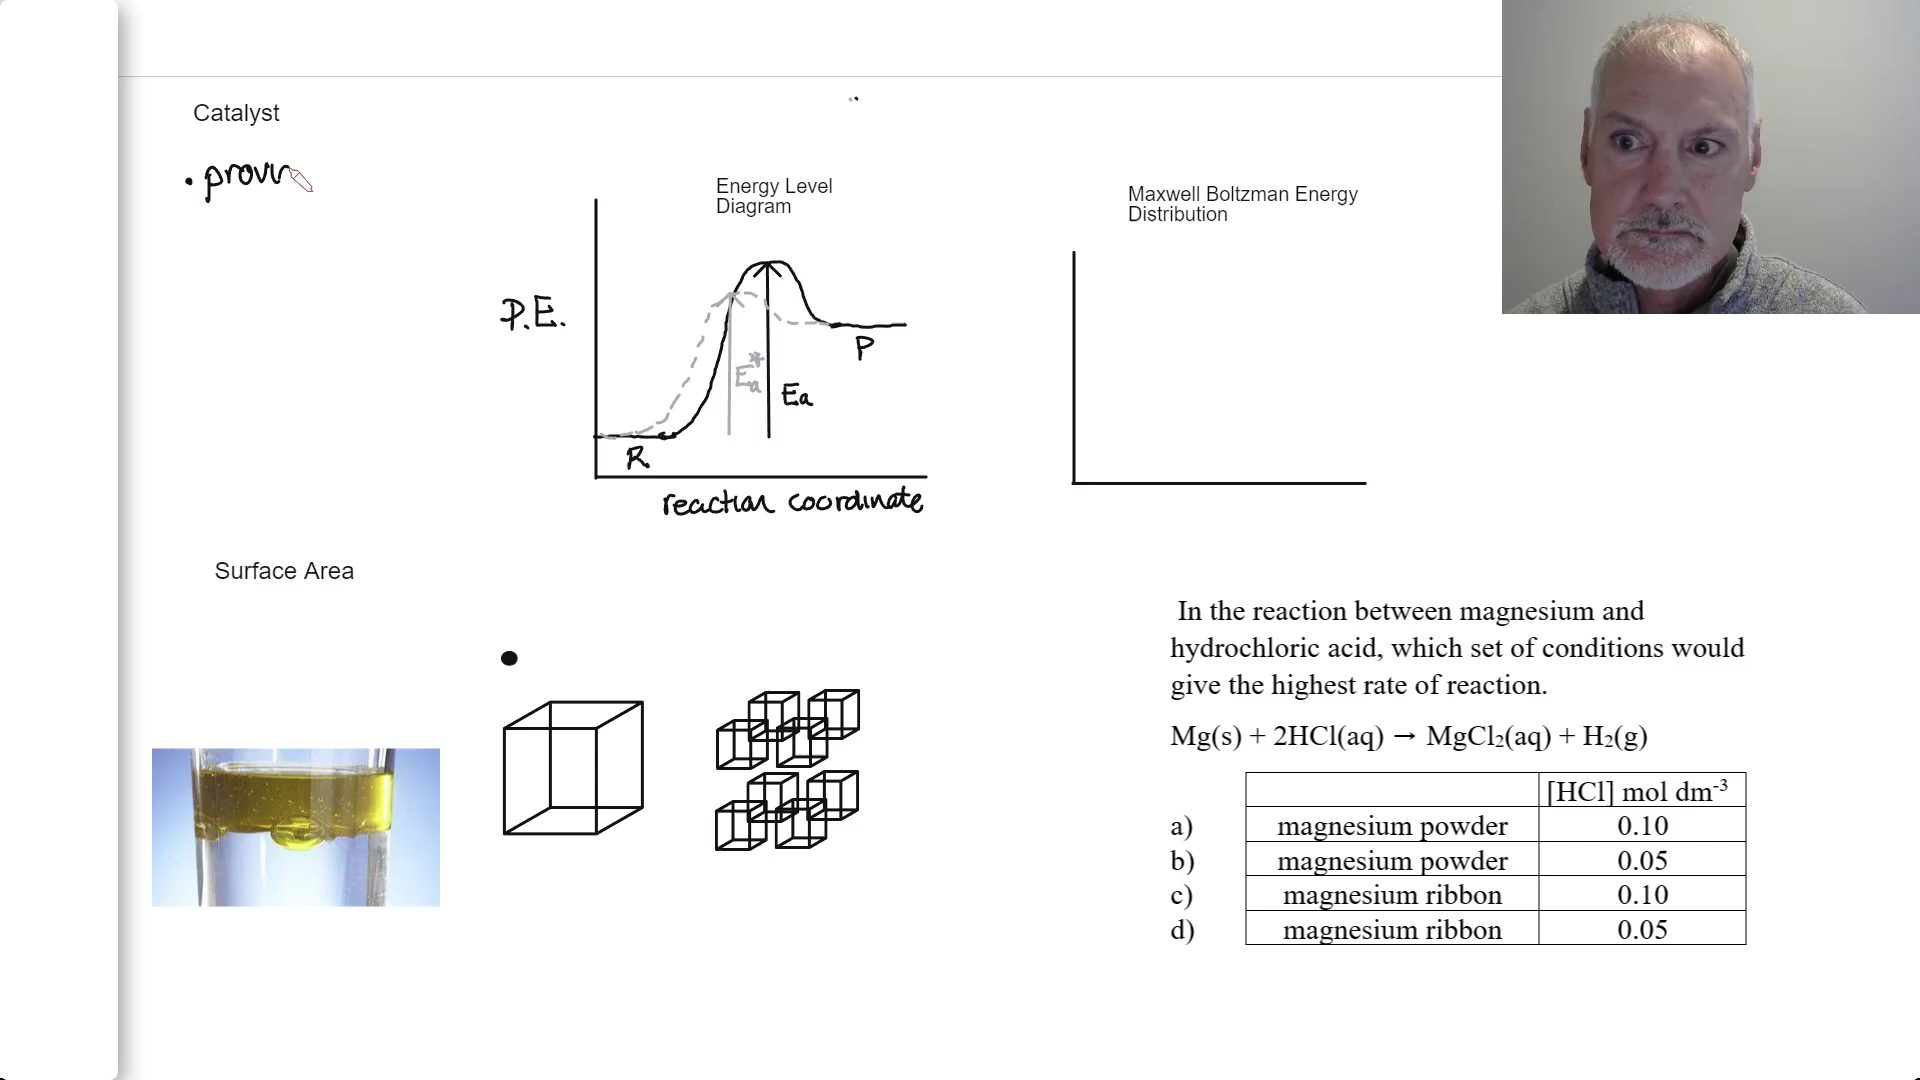 Catalyst
Energy Level
Diagram
Maxwell Boltzman Energy
Distribution
P.E.
Ea*
Ea
P
R
reaction coordinate
Surface Area
In the reaction between magnesium and
hydrochloric acid, which set of conditions would
give the highest rate of reaction.
Mg(s) + 2HCl(aq) → MgCl₂(aq) + H₂(g)
[HCl] mol dm⁻³
a) magnesium powder 0.10
b) magnesium powder 0.05
c) magnesium ribbon 0.10
d) magnesium ribbon 0.05